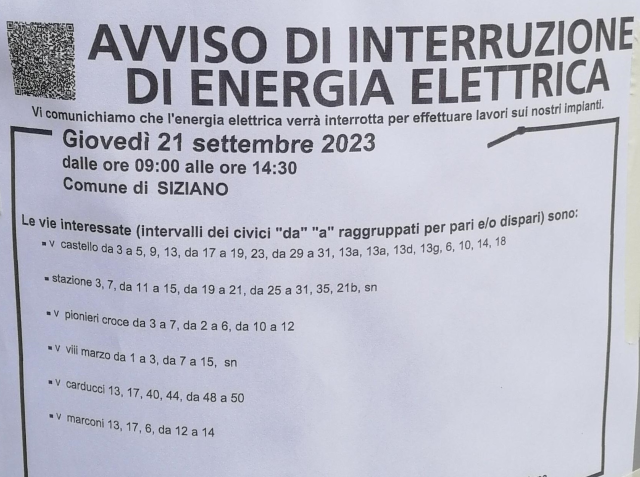 AVVISO DI INTERRUZIONE
DI ENERGIA ELETTRICA
Vi comunichiamo che l'energia elettrica verrà interrotta per effettuare lavori sui nostri impianti.
Giovedì 21 settembre 2023
dalle ore 09:00 alle ore 14:30
Comune di SIZIANO
Le vie interessate (intervalli dei civici "da" "a" raggruppati per pari e/o dispari) sono:
▪ v castello da 3 a 5, 9, 13, da 17 a 19, 23, da 29 a 31, 13a, 13a, 13d, 13g, 6, 10, 14, 18
▪ stazione 3, 7, da 11 a 15, da 19 a 21, da 25 a 31, 35, 21b, sn
▪ v pionieri croce da 3 a 7, da 2 a 6, da 10 a 12
▪ v viii marzo da 1 a 3, da 7 a 15, sn
▪ v carducci 13, 17, 40, 44, da 48 a 50
▪ v marconi 13, 17, 6, da 12 a 14